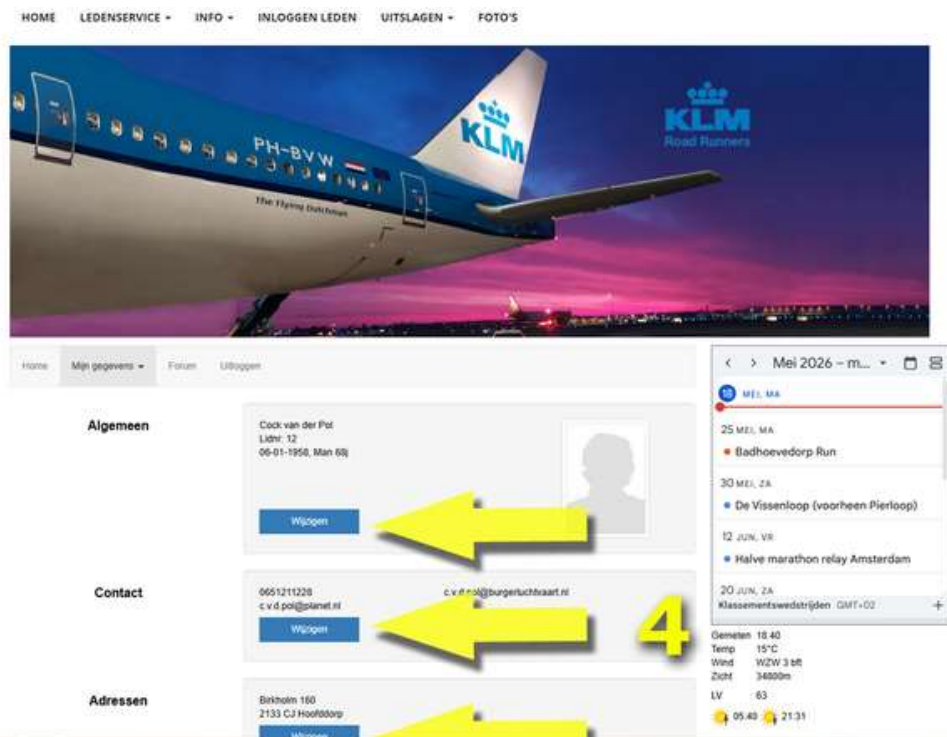 HOME LEDENSERVICE INFO INLOGGEN LEDEN UITSLAGEN FOTO'S
KLM
Road Runners
KLM
PH-BVW
The Flying Dutchman
Home Mijn gegevens Forum Uitloggen
Algemeen
Cock van der Pol
Lidnr: 12
06-01-1958, Man 68j
Wijzigen
Contact
0651211228 c.v.d.pol@burgerluchtvaart.nl
c.v.d.pol@planet.nl
Wijzigen
4
Adressen
Birkholm 160
2133 CJ Hoofddorp
Wijzigen
Mei 2026 – m...
18 MEI, MA
25 MEI, MA
Badhoevedorp Run
30 MEI, ZA
De Vissenloop (voorheen Pierloop)
12 JUN, VR
Halve marathon relay Amsterdam
20 JUN, ZA
Klassementswedstrijden GMT+02
Gemeten 18:40
Temp 15°C
Wind WZW 3 bft
Zicht 34800m
LV 63
05:40 21:31